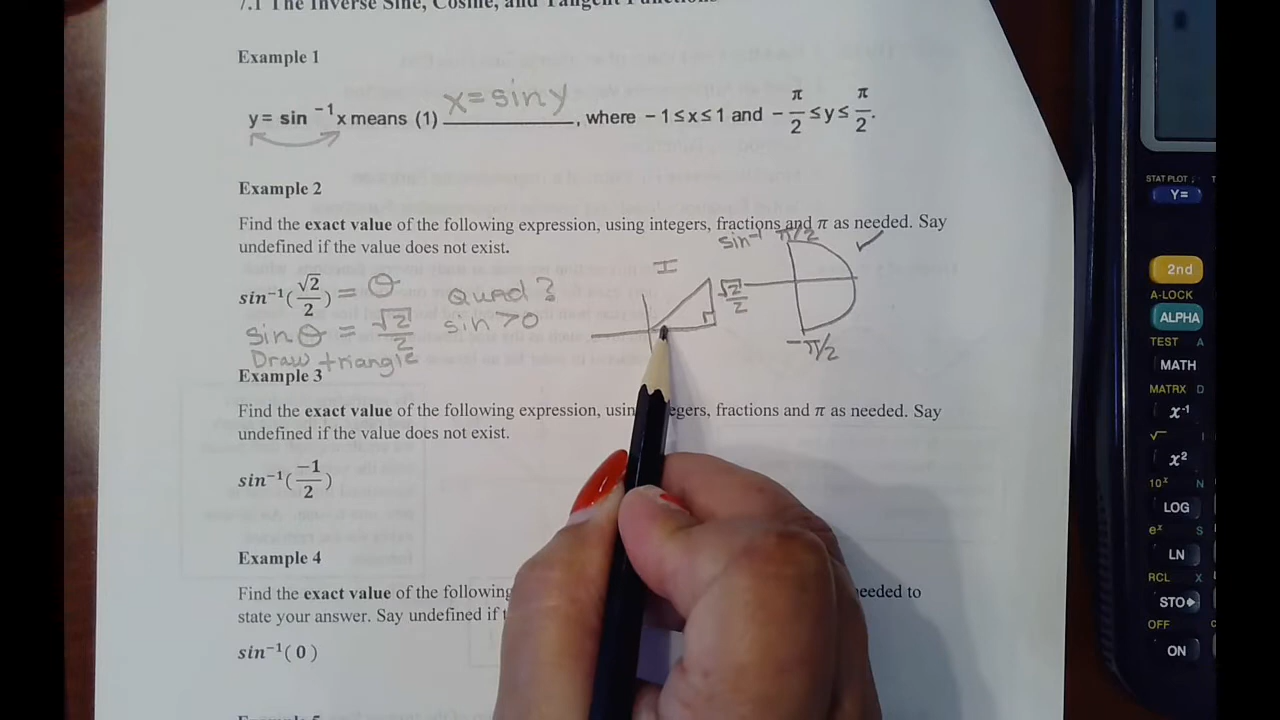 7.1 The Inverse Sine, Cosine, and Tangent Functions
Example 1
y = sin⁻¹x means (1) x = sin y, where −1 ≤ x ≤ 1 and −π/2 ≤ y ≤ π/2.
Example 2
Find the exact value of the following expression, using integers, fractions and π as needed. Say
undefined if the value does not exist.
sin⁻¹(√2/2) = θ
sin θ = √2/2
Draw triangle
Quad ?
sin > 0
I
√2/2
sin⁻¹
π/2
−π/2
Example 3
Find the exact value of the following expression, usin egers, fractions and π as needed. Say
undefined if the value does not exist.
sin⁻¹(−1/2)
Example 4
Find the exact value of the following needed to
state your answer. Say undefined if t
sin⁻¹( 0 )
STAT PLOT
Y=
2nd
A-LOCK
ALPHA
TEST A
MATH
MATRX D
x⁻¹
√ I
x²
10ˣ N
LOG
eˣ S
LN
RCL X
STO▶
OFF
ON